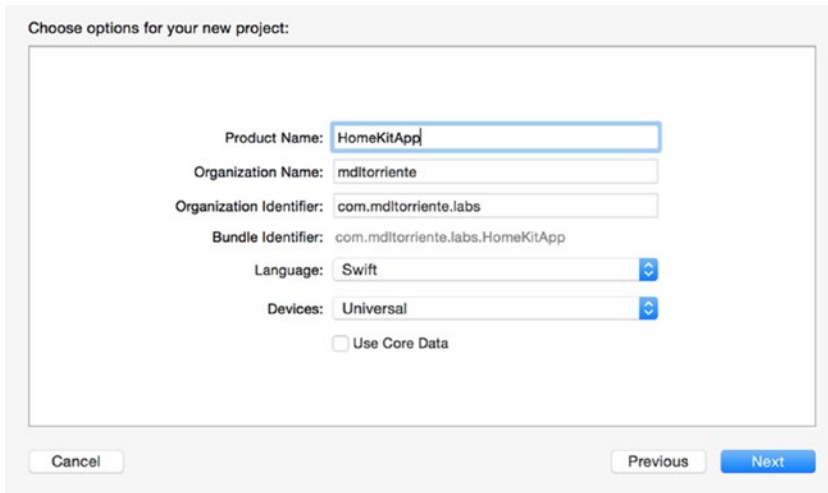 Choose options for your new project:
Product Name: HomeKitApp
Organization Name: mdltorriente
Organization Identifier: com.mdltorriente.labs
Bundle Identifier: com.mdltorriente.labs.HomeKitApp
Language: Swift
Devices: Universal
Use Core Data
Cancel Previous Next